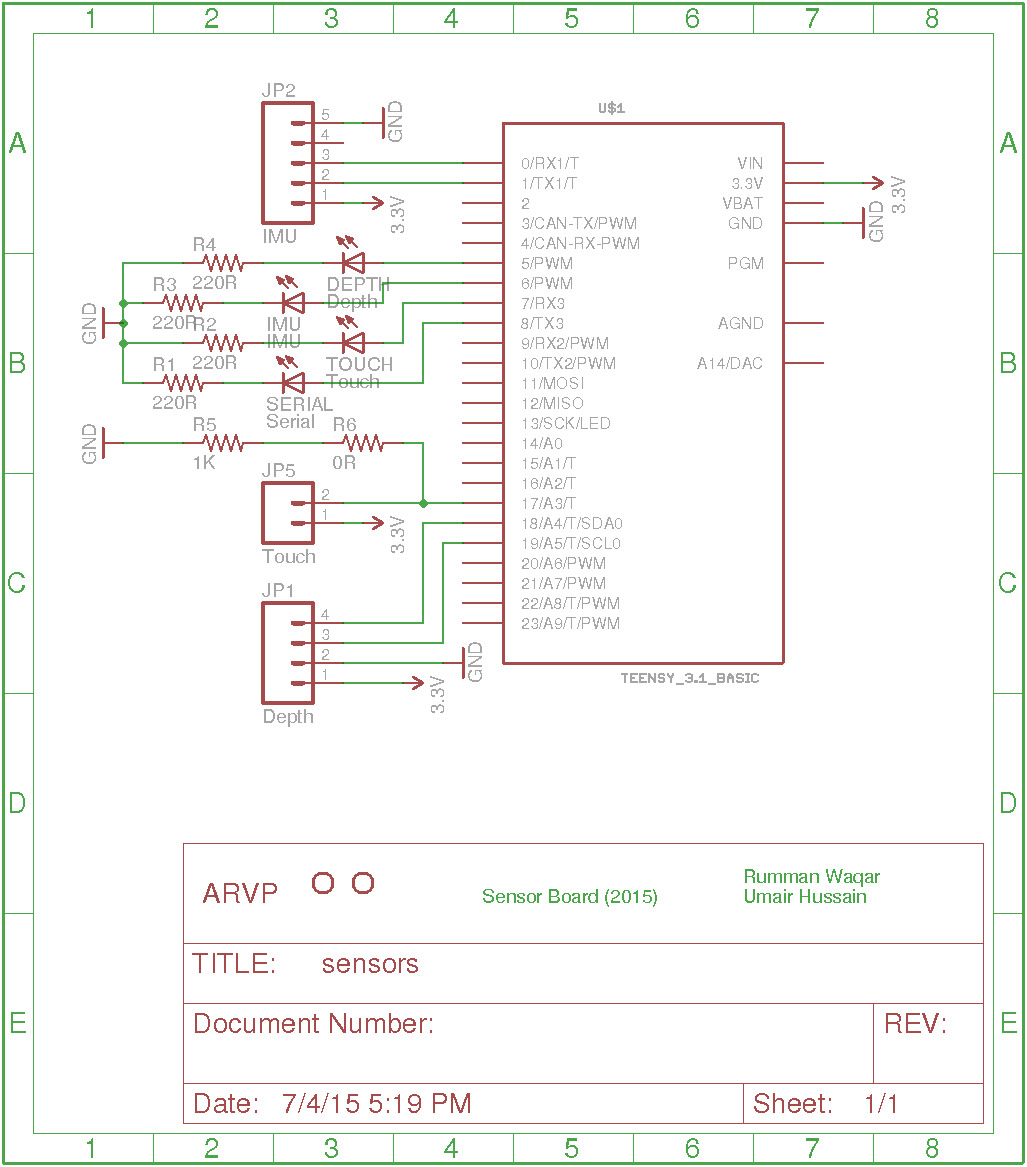 1 2 3 4 5 6 7 8
A
A
B
B
C
C
D
D
E
E
JP2
5
4
3
2
1
IMU
GND
3.3V
R4
220R
DEPTH
Depth
R3
220R
IMU
IMU
GND
R2
220R
TOUCH
Touch
R1
220R
SERIAL
Serial
GND
R5
1K
R6
0R
JP5
2
1
Touch
3.3V
JP1
4
3
2
1
Depth
GND
3.3V
U$1
0/RX1/T
1/TX1/T
2
3/CAN-TX/PWM
4/CAN-RX-PWM
5/PWM
6/PWM
7/RX3
8/TX3
9/RX2/PWM
10/TX2/PWM
11/MOSI
12/MISO
13/SCK/LED
14/A0
15/A1/T
16/A2/T
17/A3/T
18/A4/T/SDA0
19/A5/T/SCL0
20/A6/PWM
21/A7/PWM
22/A8/T/PWM
23/A9/T/PWM
VIN
3.3V
VBAT
GND
PGM
AGND
A14/DAC
3.3V
GND
TEENSY_3.1_BASIC
ARVP
Sensor Board (2015)
Rumman Waqar
Umair Hussain
TITLE: sensors
Document Number:
REV:
Date: 7/4/15 5:19 PM
Sheet: 1/1
1 2 3 4 5 6 7 8